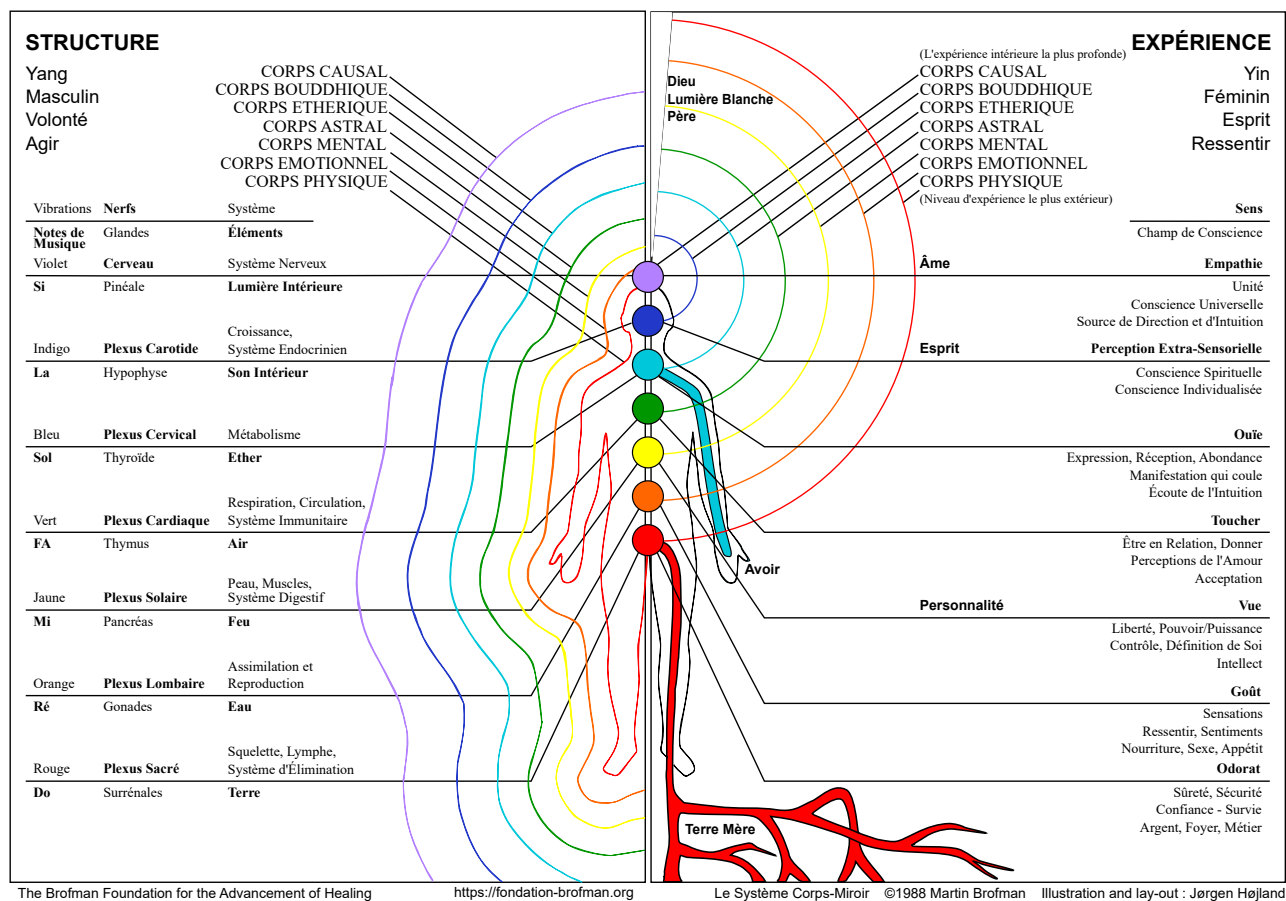 STRUCTURE
Yang
Masculin
Volonté
Agir
CORPS CAUSAL
CORPS BOUDDHIQUE
CORPS ETHERIQUE
CORPS ASTRAL
CORPS MENTAL
CORPS EMOTIONNEL
CORPS PHYSIQUE
Vibrations Nerfs Système
Notes de Musique Glandes Éléments
Violet Cerveau Système Nerveux
Si Pinéale Lumière Intérieure
Croissance,
Indigo Plexus Carotide Système Endocrinien
La Hypophyse Son Intérieur
Bleu Plexus Cervical Métabolisme
Sol Thyroïde Ether
Respiration, Circulation,
Vert Plexus Cardiaque Système Immunitaire
FA Thymus Air
Peau, Muscles,
Jaune Plexus Solaire Système Digestif
Mi Pancréas Feu
Assimilation et
Orange Plexus Lombaire Reproduction
Ré Gonades Eau
Squelette, Lymphe,
Rouge Plexus Sacré Système d'Élimination
Do Surrénales Terre
EXPÉRIENCE
Yin
Féminin
Esprit
Ressentir
Dieu
Lumière Blanche
Père
(L'expérience intérieure la plus profonde)
CORPS CAUSAL
CORPS BOUDDHIQUE
CORPS ETHERIQUE
CORPS ASTRAL
CORPS MENTAL
CORPS EMOTIONNEL
CORPS PHYSIQUE
(Niveau d'expérience le plus extérieur)
Sens
Champ de Conscience
Âme Empathie
Unité
Conscience Universelle
Source de Direction et d'Intuition
Esprit Perception Extra-Sensorielle
Conscience Spirituelle
Conscience Individualisée
Ouïe
Expression, Réception, Abondance
Manifestation qui coule
Écoute de l'Intuition
Toucher
Être en Relation, Donner
Perceptions de l'Amour
Acceptation
Avoir
Personnalité Vue
Liberté, Pouvoir/Puissance
Contrôle, Définition de Soi
Intellect
Goût
Sensations
Ressentir, Sentiments
Nourriture, Sexe, Appétit
Odorat
Sûreté, Sécurité
Confiance - Survie
Argent, Foyer, Métier
Terre Mère
The Brofman Foundation for the Advancement of Healing https://fondation-brofman.org Le Système Corps-Miroir ©1988 Martin Brofman Illustration and lay-out : Jørgen Højland